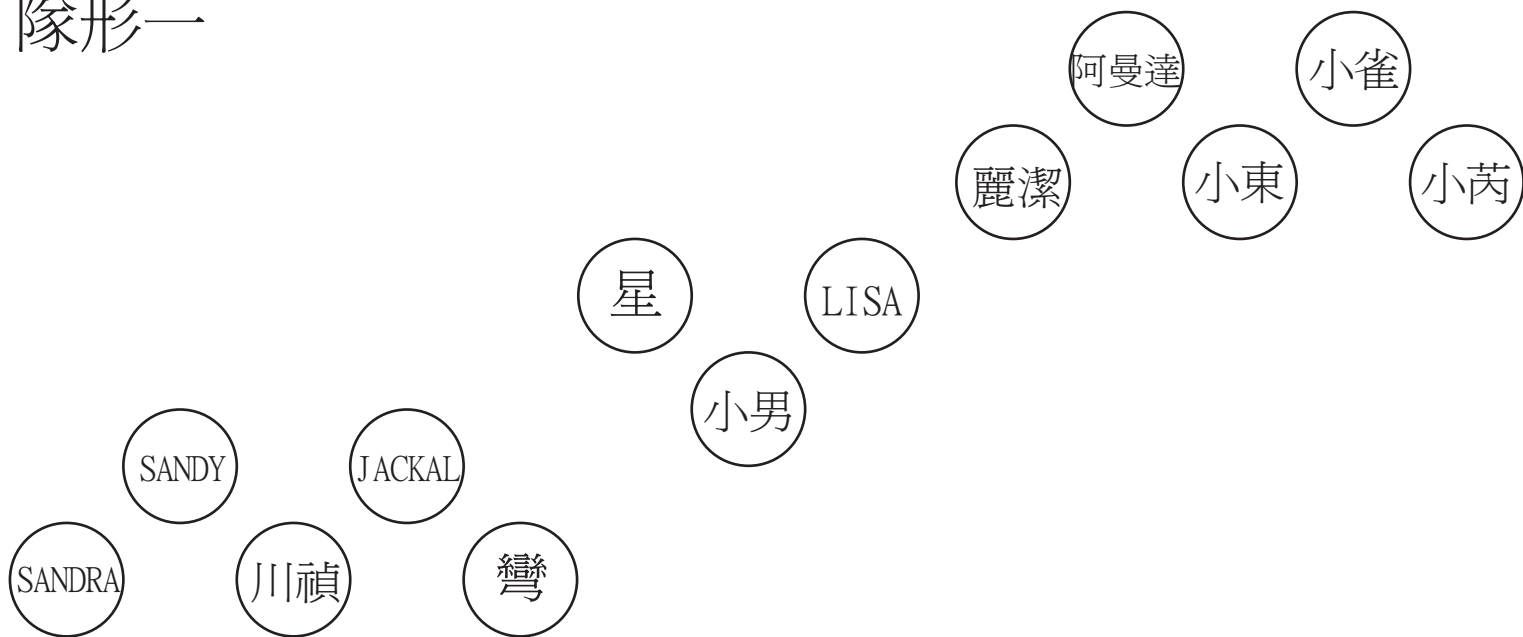 隊形一
阿曼達
小雀
麗潔
小東
小芮
星
LISA
小男
SANDY
JACKAL
SANDRA
川禎
彎